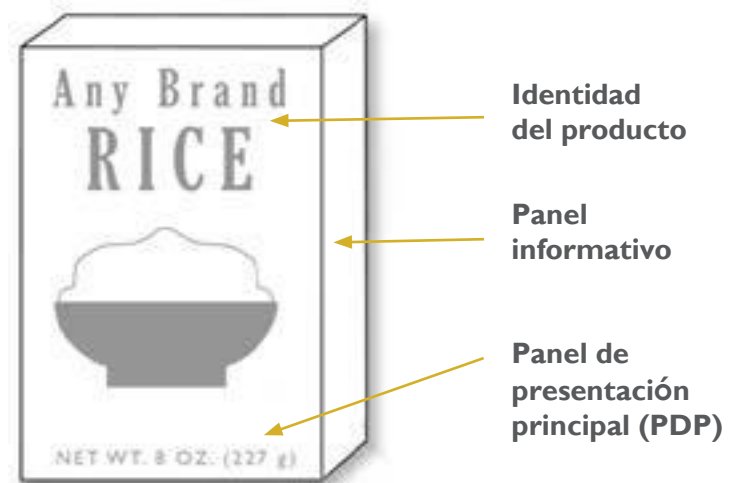 Any Brand
RICE
NET WT. 8 OZ. (227 g)
Identidad
del producto
Panel
informativo
Panel de
presentación
principal (PDP)